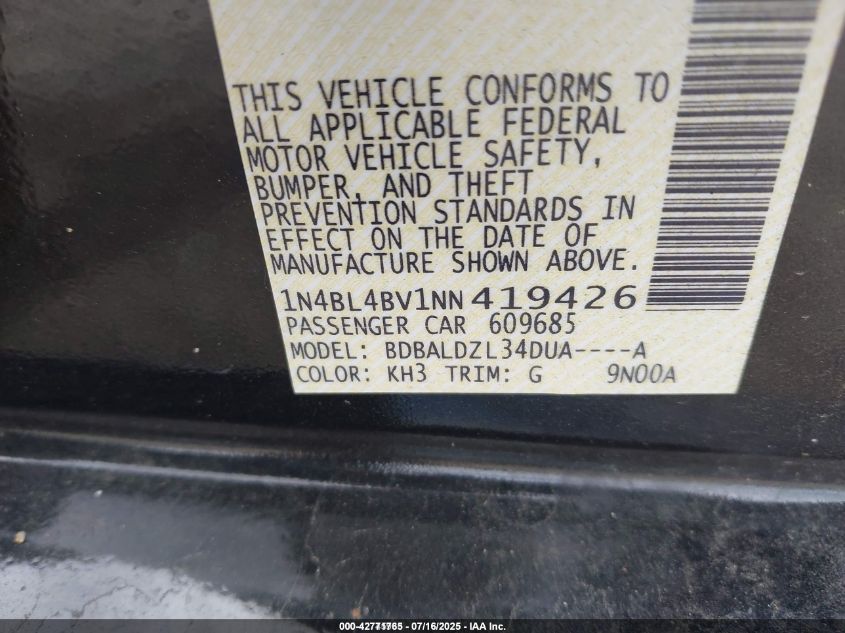 THIS VEHICLE CONFORMS TO
ALL APPLICABLE FEDERAL
MOTOR VEHICLE SAFETY,
BUMPER, AND THEFT
PREVENTION STANDARDS IN
EFFECT ON THE DATE OF
MANUFACTURE SHOWN ABOVE.
1N4BL4BV1NN419426
PASSENGER CAR 609685
MODEL: BDBALDZL34DUA----A
COLOR: KH3 TRIM: G 9N00A
07/16/2025 - IAA Inc.